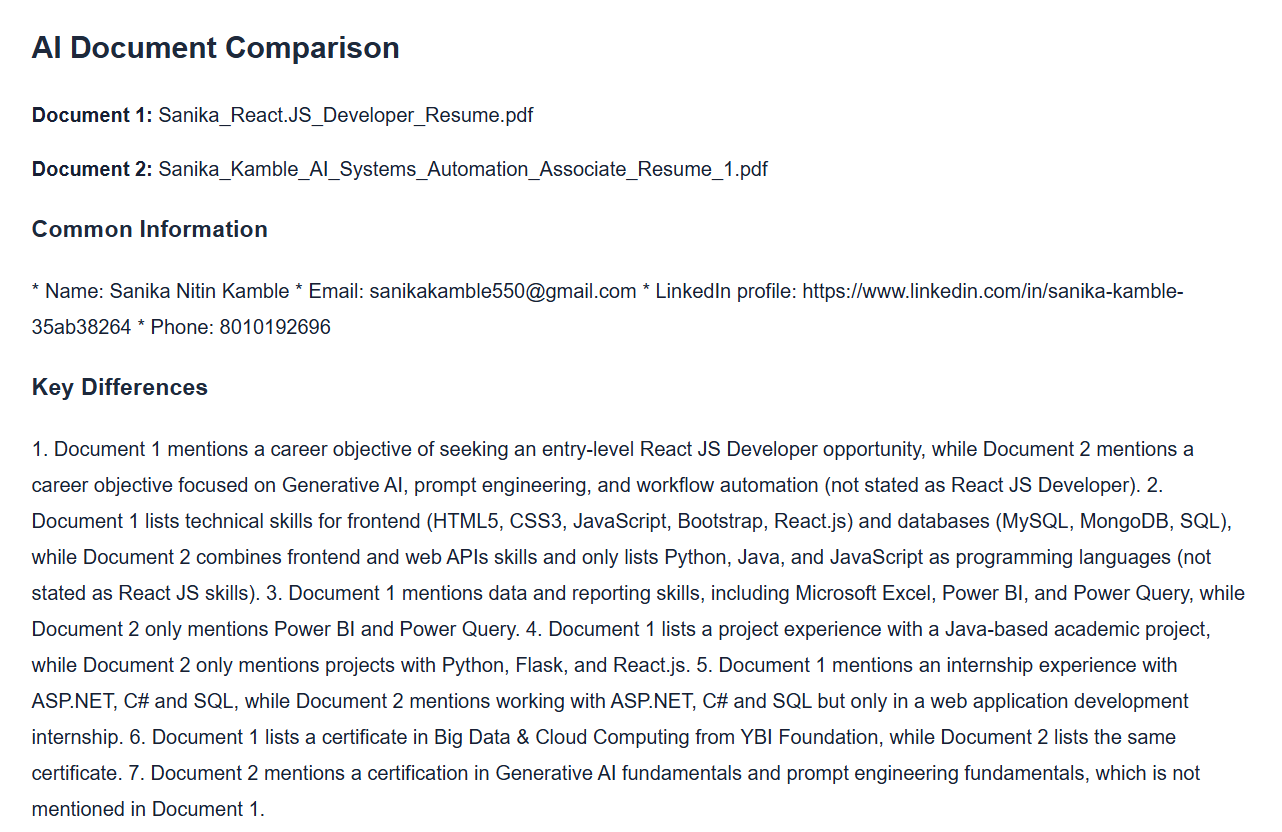 AI Document Comparison
Document 1: Sanika_React.JS_Developer_Resume.pdf
Document 2: Sanika_Kamble_AI_Systems_Automation_Associate_Resume_1.pdf
Common Information
* Name: Sanika Nitin Kamble * Email: sanikakamble550@gmail.com * LinkedIn profile: https://www.linkedin.com/in/sanika-kamble-
35ab38264 * Phone: 8010192696
Key Differences
1. Document 1 mentions a career objective of seeking an entry-level React JS Developer opportunity, while Document 2 mentions a
career objective focused on Generative AI, prompt engineering, and workflow automation (not stated as React JS Developer). 2.
Document 1 lists technical skills for frontend (HTML5, CSS3, JavaScript, Bootstrap, React.js) and databases (MySQL, MongoDB, SQL),
while Document 2 combines frontend and web APIs skills and only lists Python, Java, and JavaScript as programming languages (not
stated as React JS skills). 3. Document 1 mentions data and reporting skills, including Microsoft Excel, Power BI, and Power Query, while
Document 2 only mentions Power BI and Power Query. 4. Document 1 lists a project experience with a Java-based academic project,
while Document 2 only mentions projects with Python, Flask, and React.js. 5. Document 1 mentions an internship experience with
ASP.NET, C# and SQL, while Document 2 mentions working with ASP.NET, C# and SQL but only in a web application development
internship. 6. Document 1 lists a certificate in Big Data & Cloud Computing from YBI Foundation, while Document 2 lists the same
certificate. 7. Document 2 mentions a certification in Generative AI fundamentals and prompt engineering fundamentals, which is not
mentioned in Document 1.